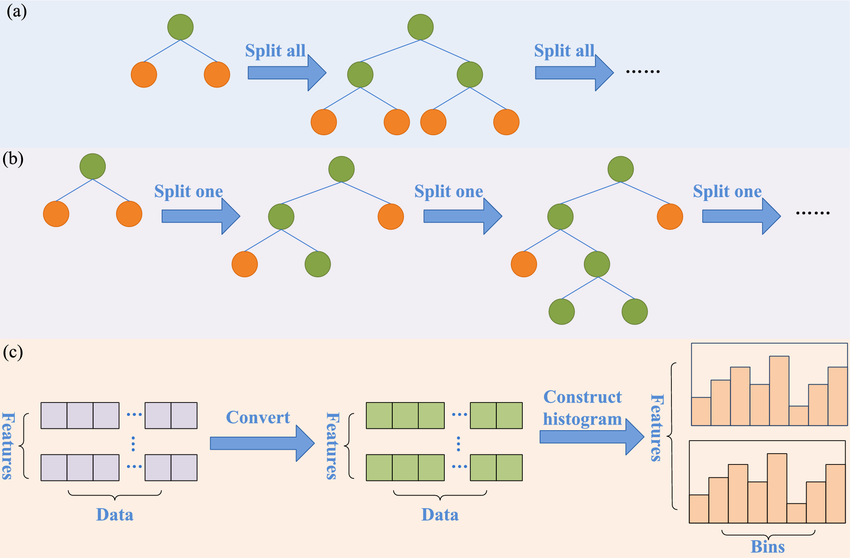 (a)
Split all
Split all
......
(b)
Split one
Split one
Split one
......
(c)
Features
...
...
...
Data
Convert
Features
...
...
...
Data
Construct
histogram
Features
Bins